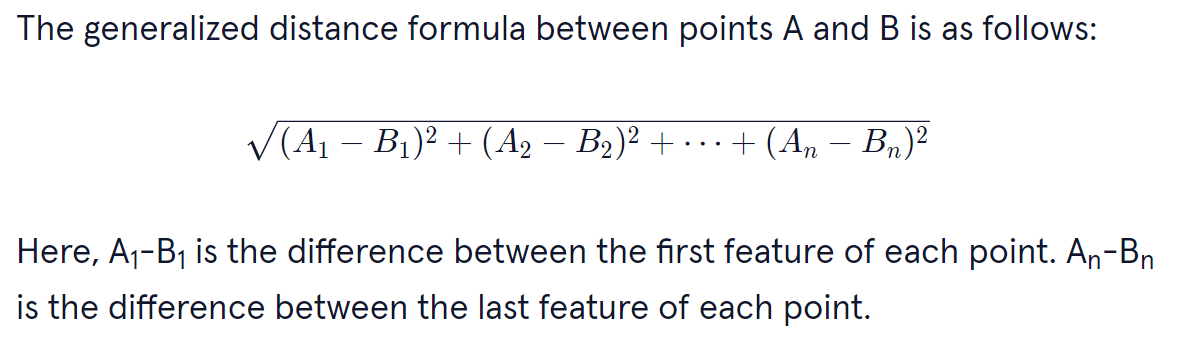 The generalized distance formula between points A and B is as follows:
√(A₁ − B₁)² + (A₂ − B₂)² + ⋯ + (Aₙ − Bₙ)²
Here, A₁-B₁ is the difference between the first feature of each point. Aₙ-Bₙ
is the difference between the last feature of each point.